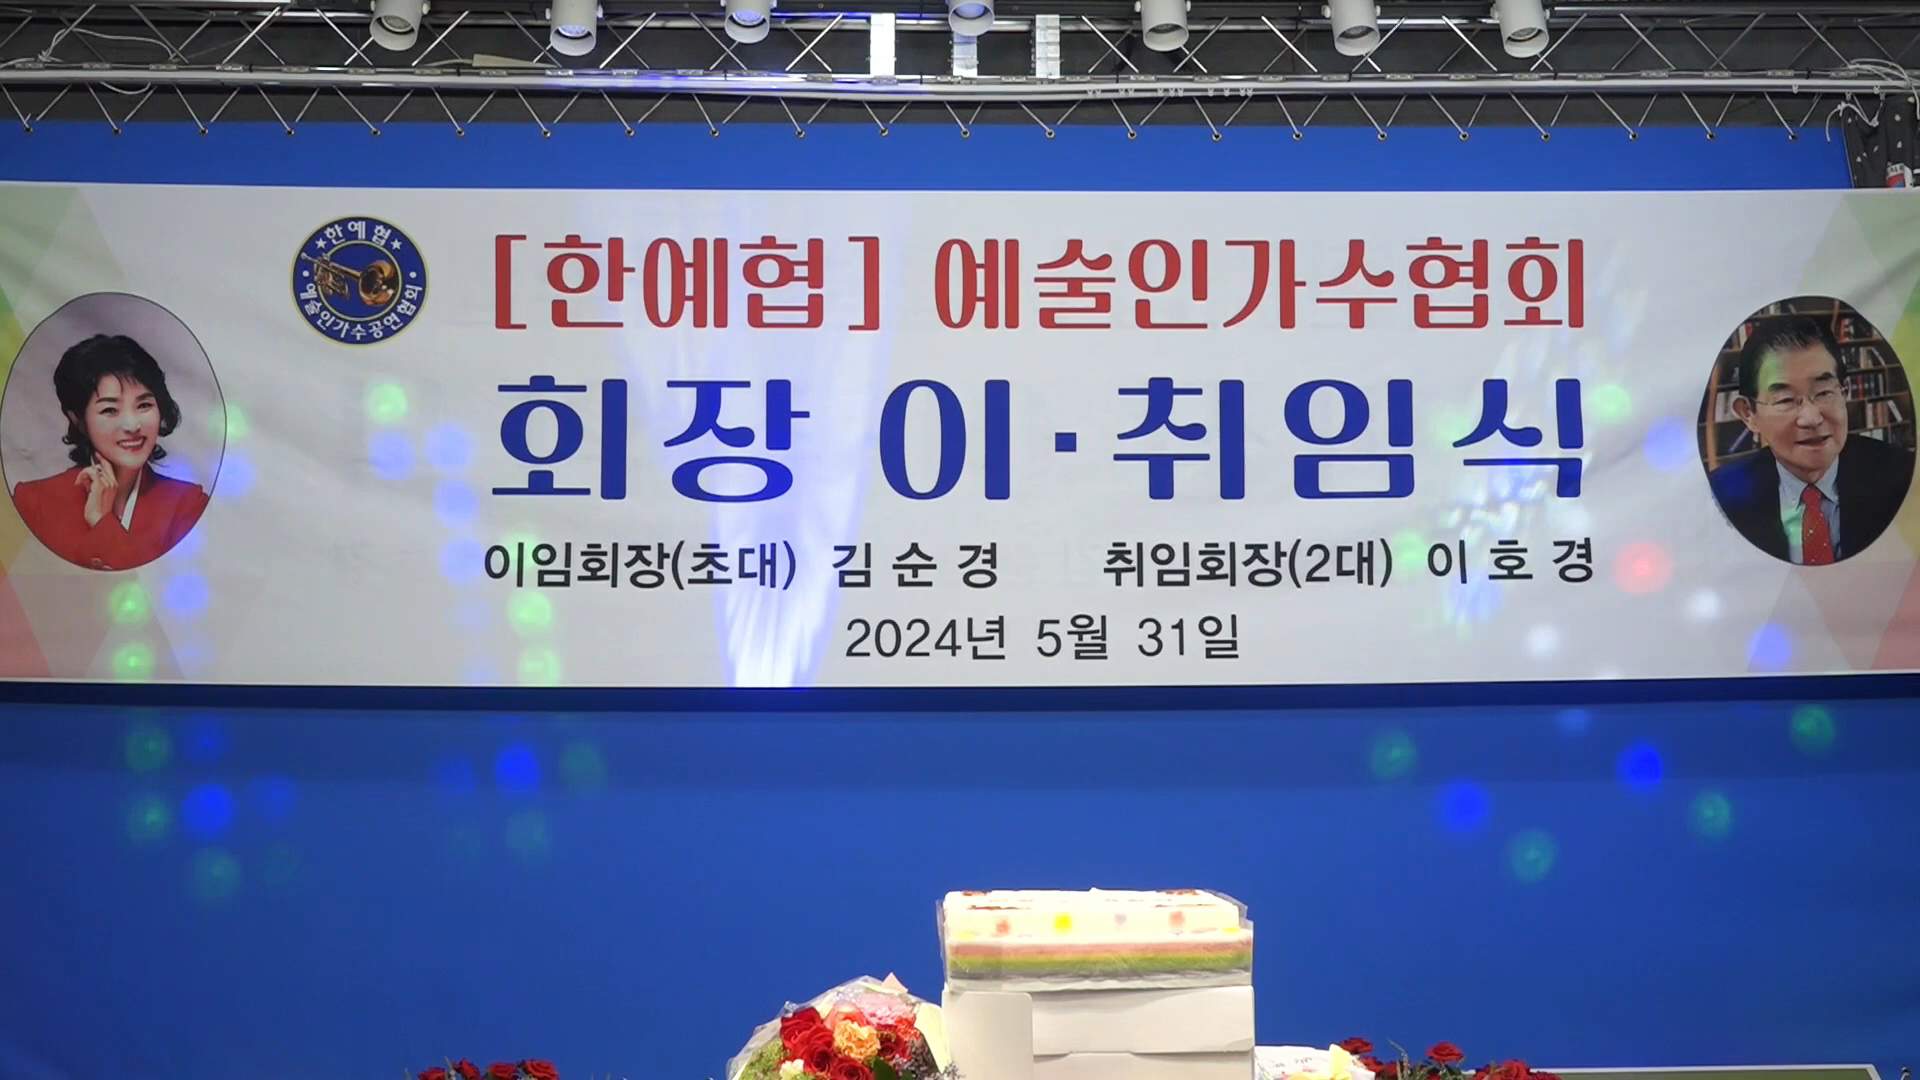 한예협
예술인가수공연협회
[한예협] 예술인가수협회
회장 이·취임식
이임회장(초대) 김순경 취임회장(2대) 이호경
2024년 5월 31일